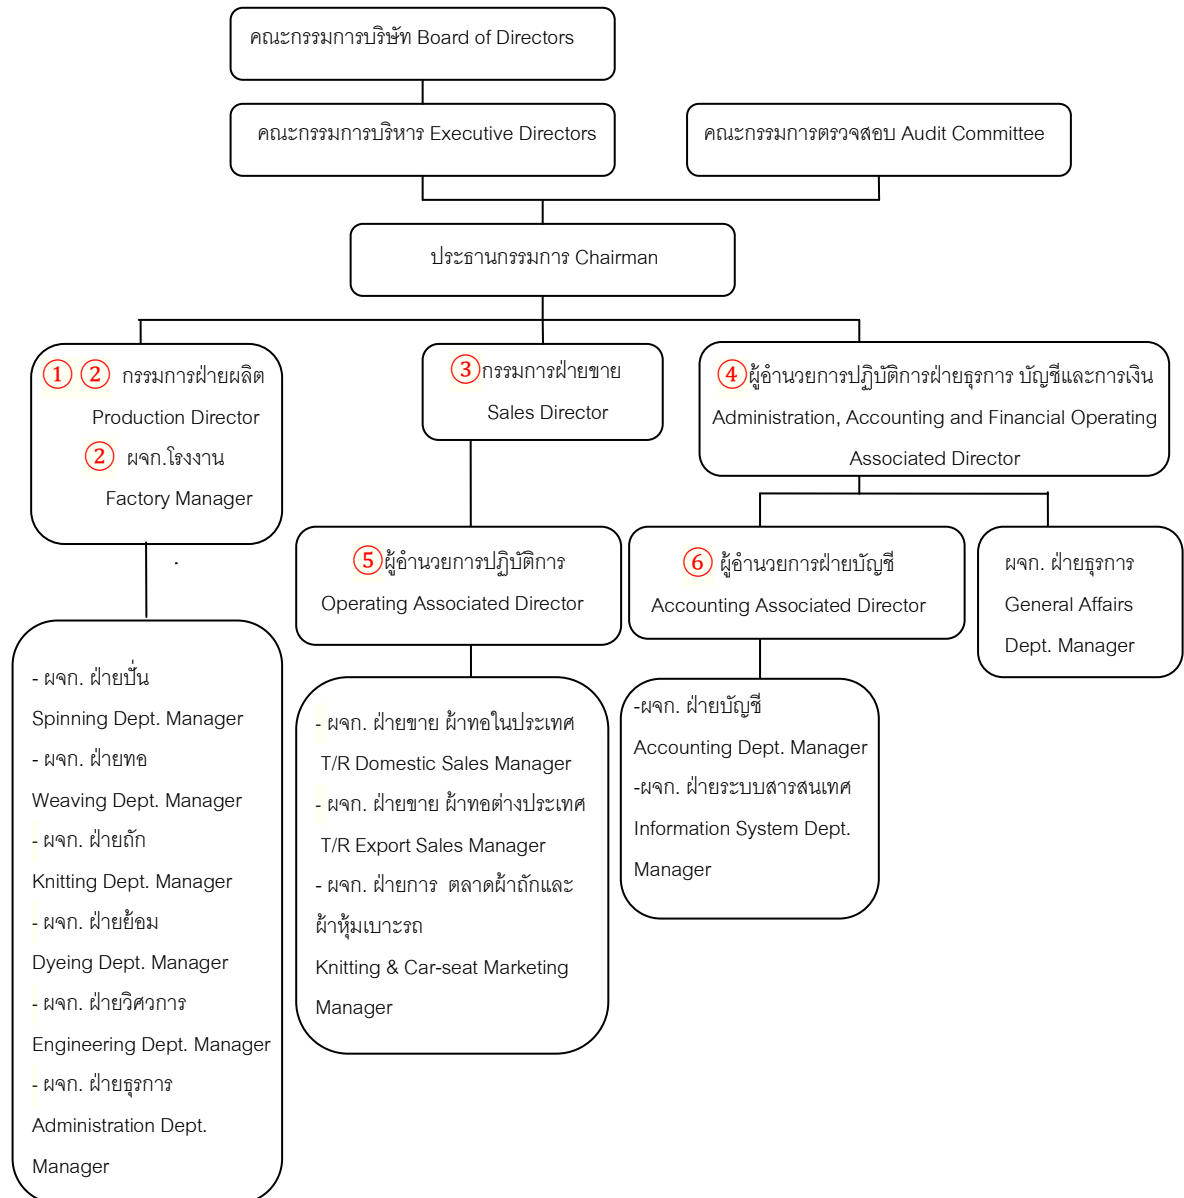 คณะกรรมการบริษัท Board of Directors
คณะกรรมการบริหาร Executive Directors
คณะกรรมการตรวจสอบ Audit Committee
ประธานกรรมการ Chairman
① ② กรรมการฝ่ายผลิต
Production Director
② ผจก.โรงงาน
Factory Manager
③ กรรมการฝ่ายขาย
Sales Director
④ ผู้อำนวยการปฏิบัติการฝ่ายธุรการ บัญชีและการเงิน
Administration, Accounting and Financial Operating
Associated Director
⑤ ผู้อำนวยการปฏิบัติการ
Operating Associated Director
⑥ ผู้อำนวยการฝ่ายบัญชี
Accounting Associated Director
ผจก. ฝ่ายธุรการ
General Affairs
Dept. Manager
- ผจก. ฝ่ายปั่น
Spinning Dept. Manager
- ผจก. ฝ่ายทอ
Weaving Dept. Manager
- ผจก. ฝ่ายถัก
Knitting Dept. Manager
- ผจก. ฝ่ายย้อม
Dyeing Dept. Manager
- ผจก. ฝ่ายวิศวการ
Engineering Dept. Manager
- ผจก. ฝ่ายธุรการ
Administration Dept.
Manager
- ผจก. ฝ่ายขาย ผ้าทอในประเทศ
T/R Domestic Sales Manager
- ผจก. ฝ่ายขาย ผ้าทอต่างประเทศ
T/R Export Sales Manager
- ผจก. ฝ่ายการ ตลาดผ้าถักและ
ผ้าหุ้มเบาะรถ
Knitting & Car-seat Marketing
Manager
-ผจก. ฝ่ายบัญชี
Accounting Dept. Manager
-ผจก. ฝ่ายระบบสารสนเทศ
Information System Dept.
Manager